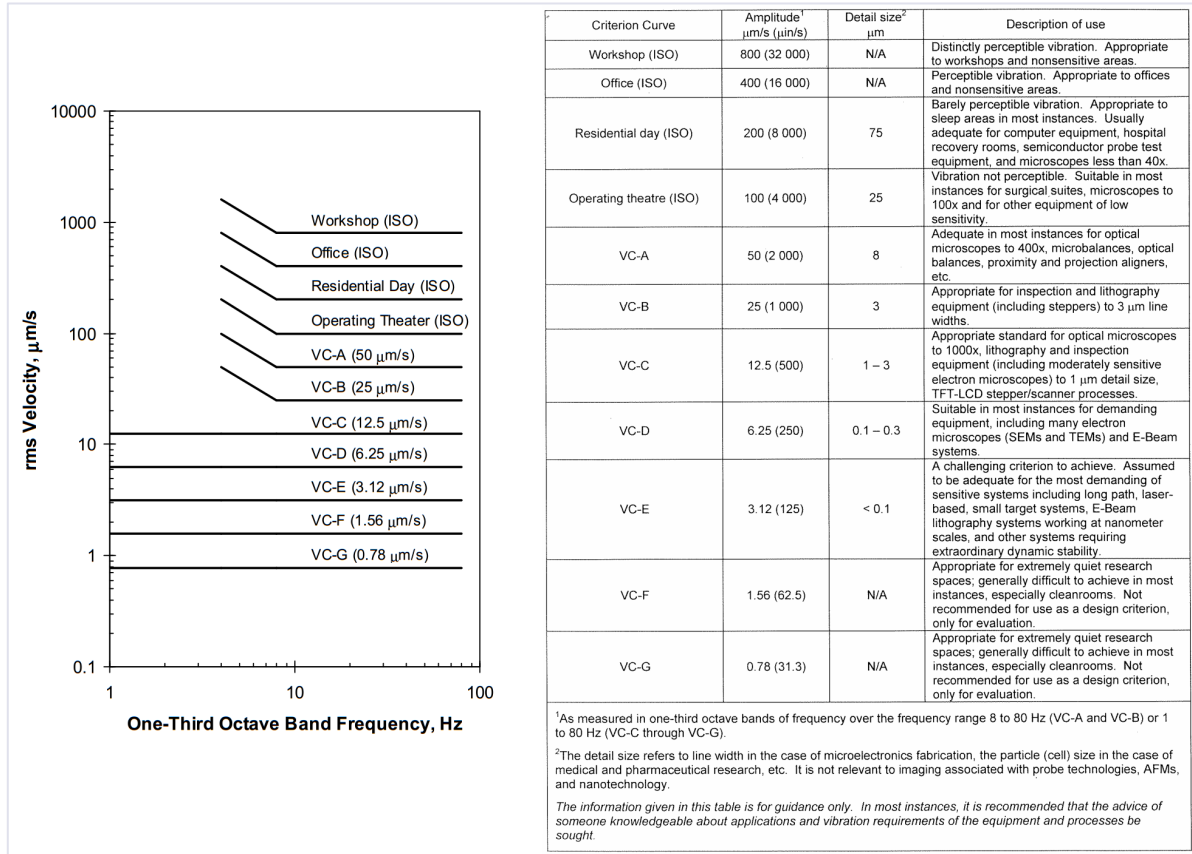 10000
1000
100
10
1
0.1
1
10
100
rms Velocity, μm/s
One-Third Octave Band Frequency, Hz
Workshop (ISO)
Office (ISO)
Residential Day (ISO)
Operating Theater (ISO)
VC-A (50 μm/s)
VC-B (25 μm/s)
VC-C (12.5 μm/s)
VC-D (6.25 μm/s)
VC-E (3.12 μm/s)
VC-F (1.56 μm/s)
VC-G (0.78 μm/s)
Criterion Curve
Amplitude¹
μm/s (μin/s)
Detail size²
μm
Description of use
Workshop (ISO)
800 (32 000)
N/A
Distinctly perceptible vibration. Appropriate
to workshops and nonsensitive areas.
Office (ISO)
400 (16 000)
N/A
Perceptible vibration. Appropriate to offices
and nonsensitive areas.
Residential day (ISO)
200 (8 000)
75
Barely perceptible vibration. Appropriate to
sleep areas in most instances. Usually
adequate for computer equipment, hospital
recovery rooms, semiconductor probe test
equipment, and microscopes less than 40x.
Operating theatre (ISO)
100 (4 000)
25
Vibration not perceptible. Suitable in most
instances for surgical suites, microscopes to
100x and for other equipment of low
sensitivity.
VC-A
50 (2 000)
8
Adequate in most instances for optical
microscopes to 400x, microbalances, optical
balances, proximity and projection aligners,
etc.
VC-B
25 (1 000)
3
Appropriate for inspection and lithography
equipment (including steppers) to 3 μm line
widths.
VC-C
12.5 (500)
1 – 3
Appropriate standard for optical microscopes
to 1000x, lithography and inspection
equipment (including moderately sensitive
electron microscopes) to 1 μm detail size,
TFT-LCD stepper/scanner processes.
VC-D
6.25 (250)
0.1 – 0.3
Suitable in most instances for demanding
equipment, including many electron
microscopes (SEMs and TEMs) and E-Beam
systems.
VC-E
3.12 (125)
< 0.1
A challenging criterion to achieve. Assumed
to be adequate for the most demanding of
sensitive systems including long path, laser-
based, small target systems, E-Beam
lithography systems working at nanometer
scales, and other systems requiring
extraordinary dynamic stability.
VC-F
1.56 (62.5)
N/A
Appropriate for extremely quiet research
spaces; generally difficult to achieve in most
instances, especially cleanrooms. Not
recommended for use as a design criterion,
only for evaluation.
VC-G
0.78 (31.3)
N/A
Appropriate for extremely quiet research
spaces; generally difficult to achieve in most
instances, especially cleanrooms. Not
recommended for use as a design criterion,
only for evaluation.
¹As measured in one-third octave bands of frequency over the frequency range 8 to 80 Hz (VC-A and VC-B) or 1
to 80 Hz (VC-C through VC-G).
²The detail size refers to line width in the case of microelectronics fabrication, the particle (cell) size in the case of
medical and pharmaceutical research, etc. It is not relevant to imaging associated with probe technologies, AFMs,
and nanotechnology.
The information given in this table is for guidance only. In most instances, it is recommended that the advice of
someone knowledgeable about applications and vibration requirements of the equipment and processes be
sought.